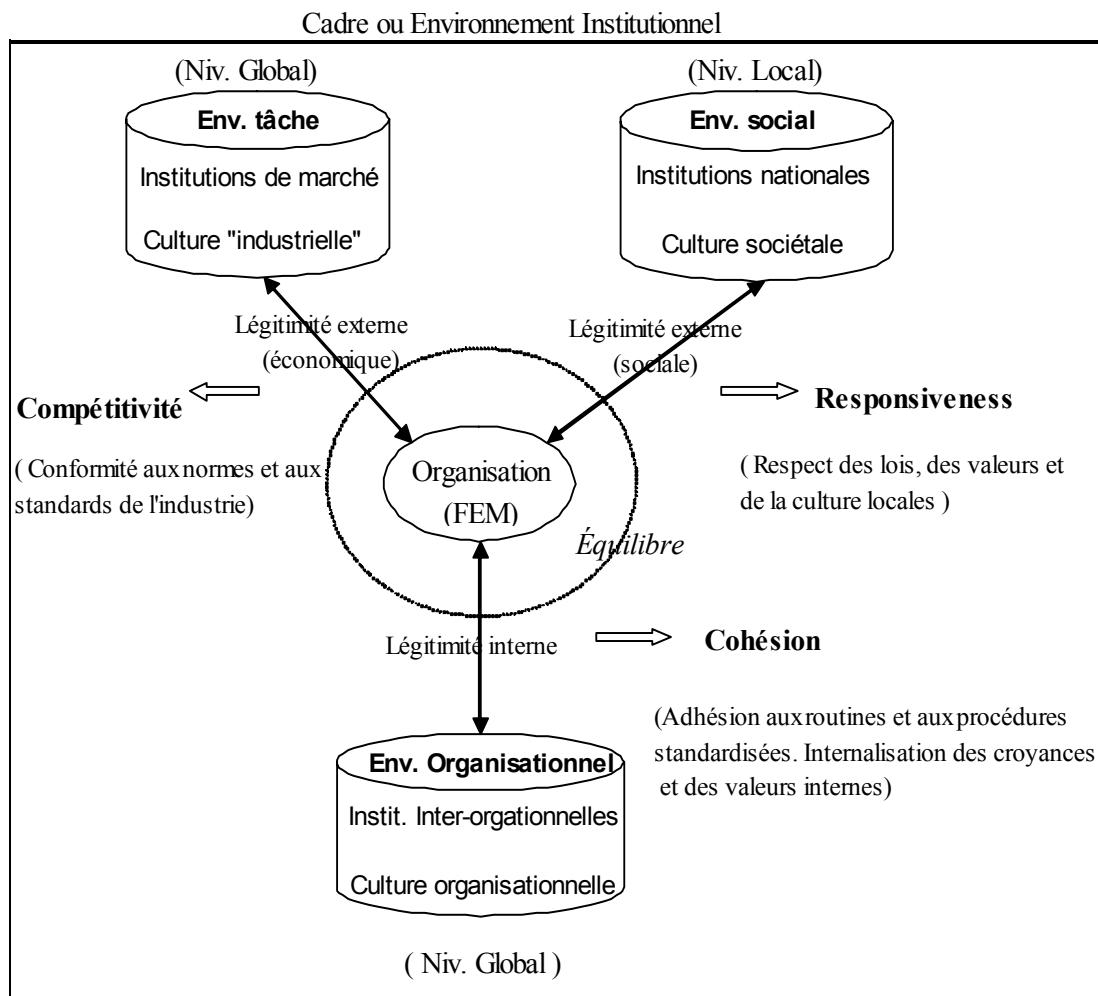 Cadre ou Environnement Institutionnel
(Niv. Global)
(Niv. Local)
Env. tâche
Institutions de marché
Culture "industrielle"
Env. social
Institutions nationales
Culture sociétale
Légitimité externe
(économique)
Légitimité externe
(sociale)
Compétitivité
( Conformité aux normes et aux
standards de l'industrie)
Responsiveness
( Respect des lois, des valeurs et
de la culture locales )
Organisation
(FEM)
Équilibre
Légitimité interne
Cohésion
(Adhésion aux routines et aux procédures
standardisées. Internalisation des croyances
et des valeurs internes)
Env. Organisationnel
Instit. Inter-orgationnelles
Culture organisationnelle
( Niv. Global )